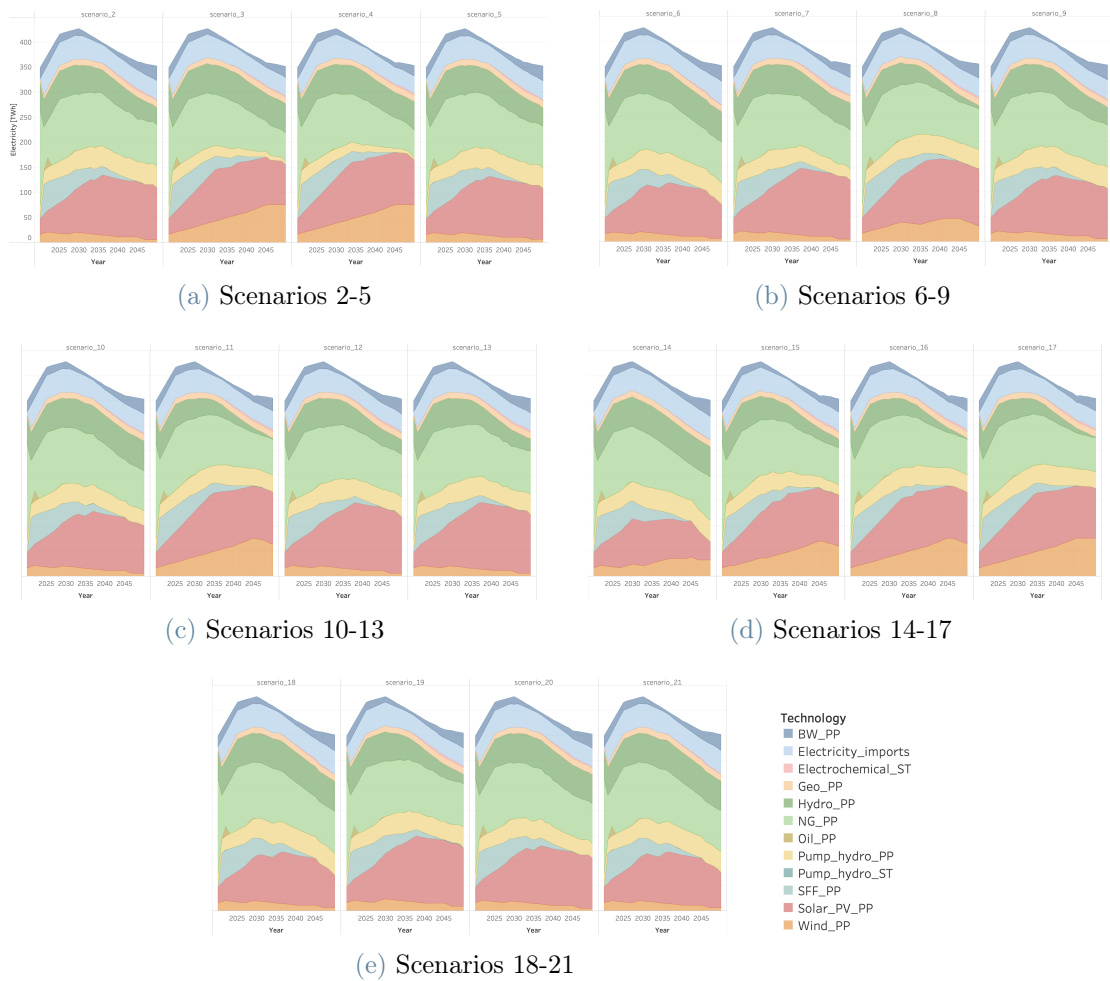 scenario_2 scenario_3 scenario_4 scenario_5
Electricity [TWh]
400
350
300
250
200
150
100
50
0
2025 2030 2035 2040 2045 2025 2030 2035 2040 2045 2025 2030 2035 2040 2045 2025 2030 2035 2040 2045
Year Year Year Year
(a) Scenarios 2-5
scenario_6 scenario_7 scenario_8 scenario_9
2025 2030 2035 2040 2045 2025 2030 2035 2040 2045 2025 2030 2035 2040 2045 2025 2030 2035 2040 2045
Year Year Year Year
(b) Scenarios 6-9
scenario_10 scenario_11 scenario_12 scenario_13
2025 2030 2035 2040 2045 2025 2030 2035 2040 2045 2025 2030 2035 2040 2045 2025 2030 2035 2040 2045
Year Year Year Year
(c) Scenarios 10-13
scenario_14 scenario_15 scenario_16 scenario_17
2025 2030 2035 2040 2045 2025 2030 2035 2040 2045 2025 2030 2035 2040 2045 2025 2030 2035 2040 2045
Year Year Year Year
(d) Scenarios 14-17
scenario_18 scenario_19 scenario_20 scenario_21
2025 2030 2035 2040 2045 2025 2030 2035 2040 2045 2025 2030 2035 2040 2045 2025 2030 2035 2040 2045
Year Year Year Year
(e) Scenarios 18-21
Technology
BW_PP
Electricity_imports
Electrochemical_ST
Geo_PP
Hydro_PP
NG_PP
Oil_PP
Pump_hydro_PP
Pump_hydro_ST
SFF_PP
Solar_PV_PP
Wind_PP